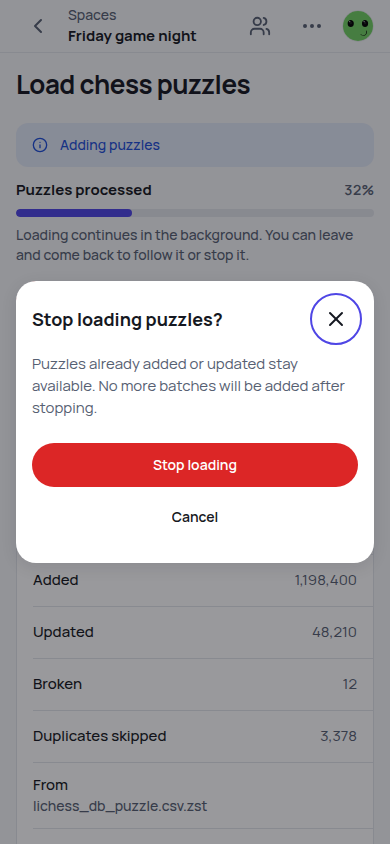 Spaces
Friday game night
Load chess puzzles
Adding puzzles
Puzzles processed 32%
Loading continues in the background. You can leave
and come back to follow it or stop it.
Stop loading puzzles?
Puzzles already added or updated stay
available. No more batches will be added after
stopping.
Stop loading
Cancel
Added 1,198,400
Updated 48,210
Broken 12
Duplicates skipped 3,378
From
lichess_db_puzzle.csv.zst